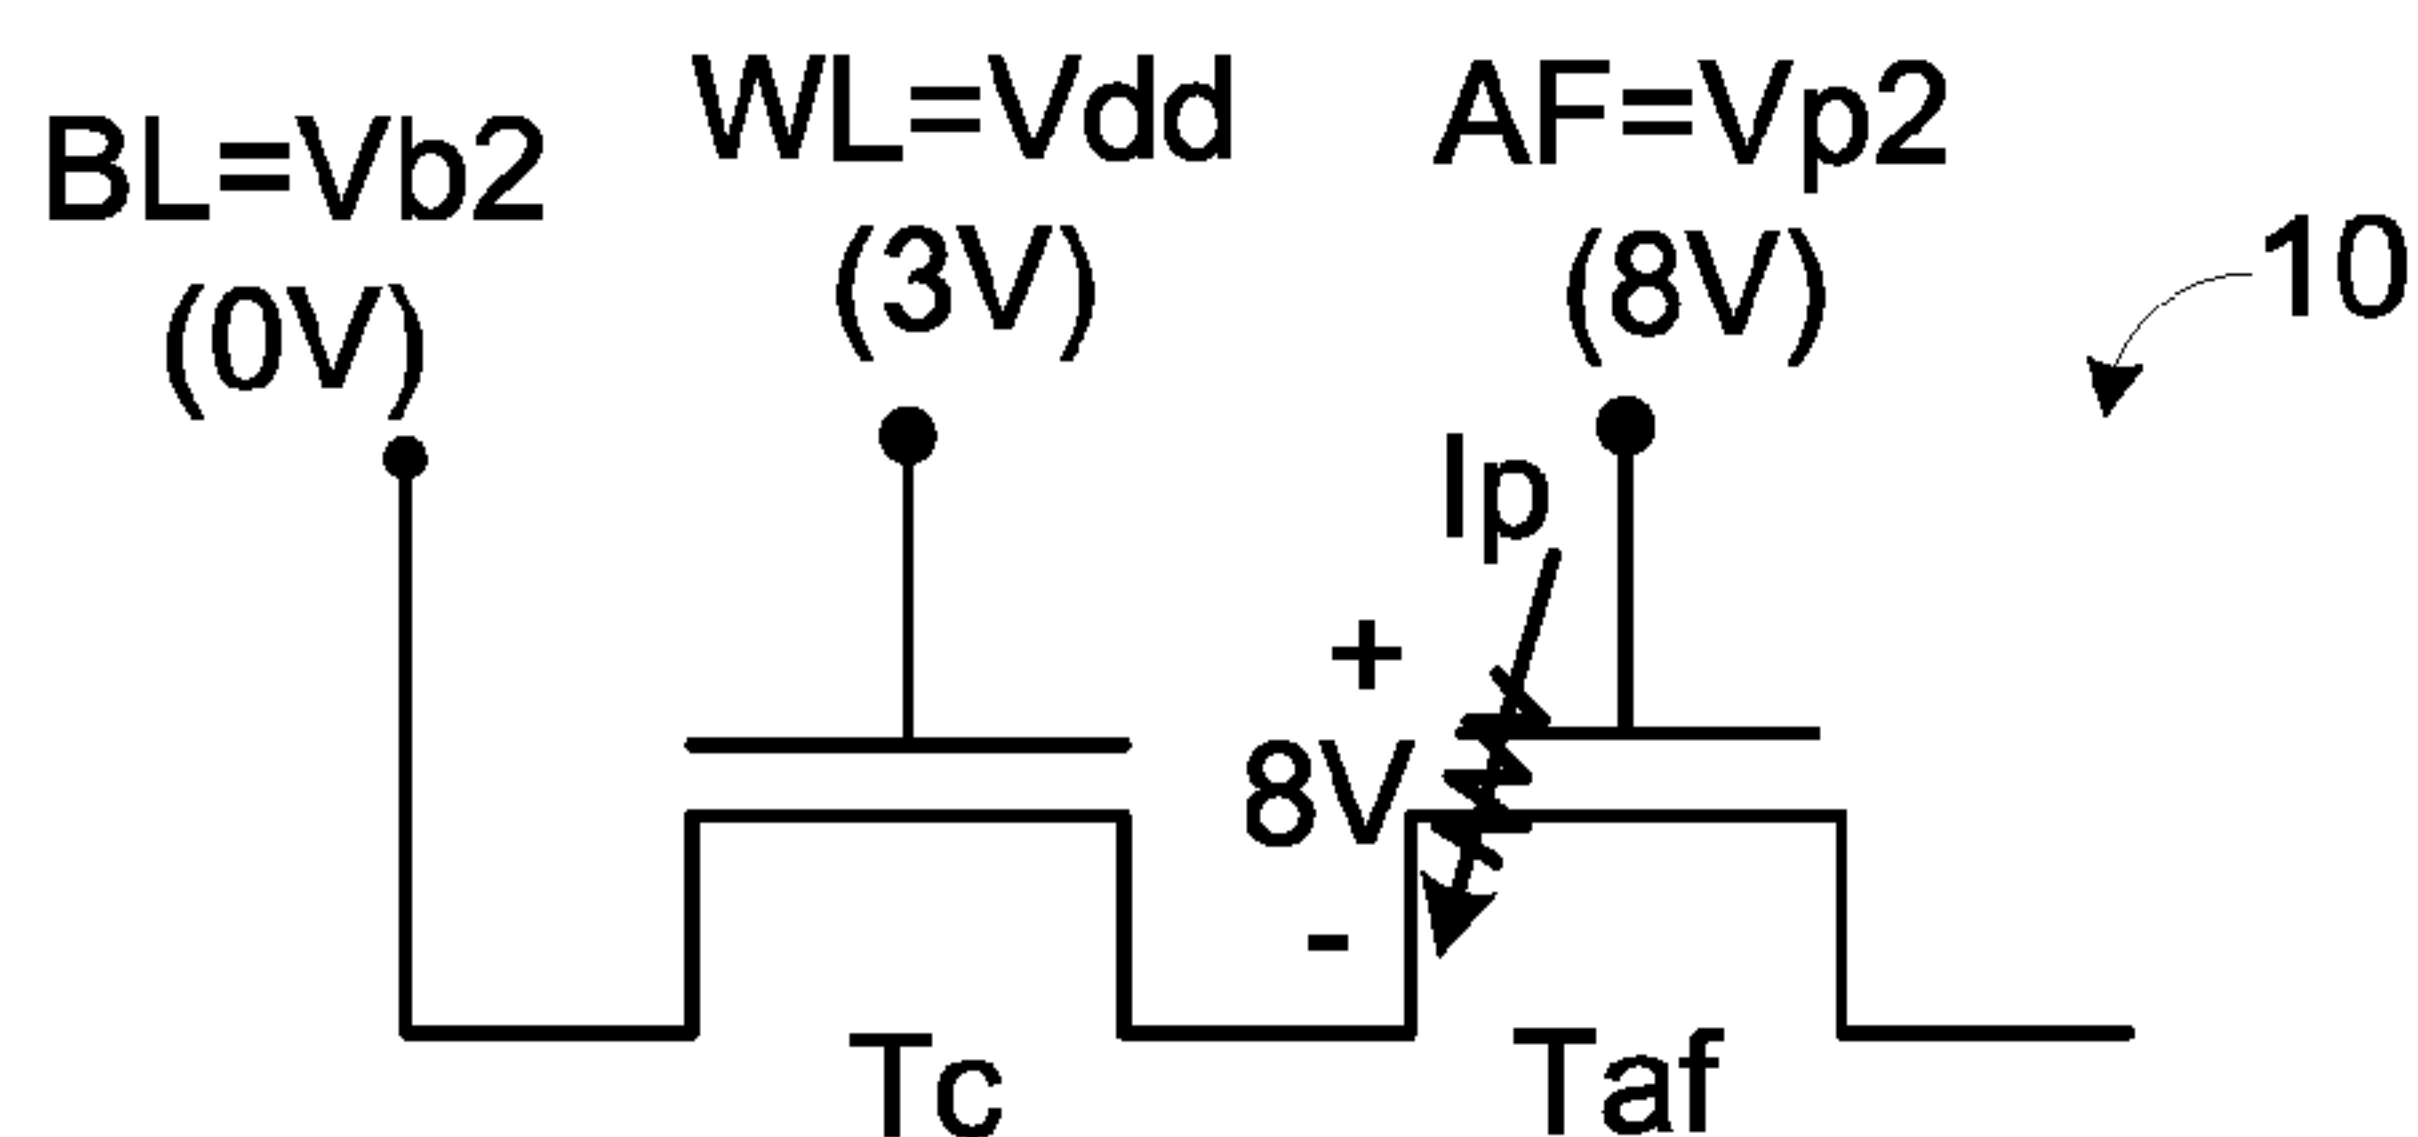 BL=Vb2
(0V)
WL=Vdd
(3V)
AF=Vp2
(8V)
10
Ip
+
8V
-
Tc
Taf